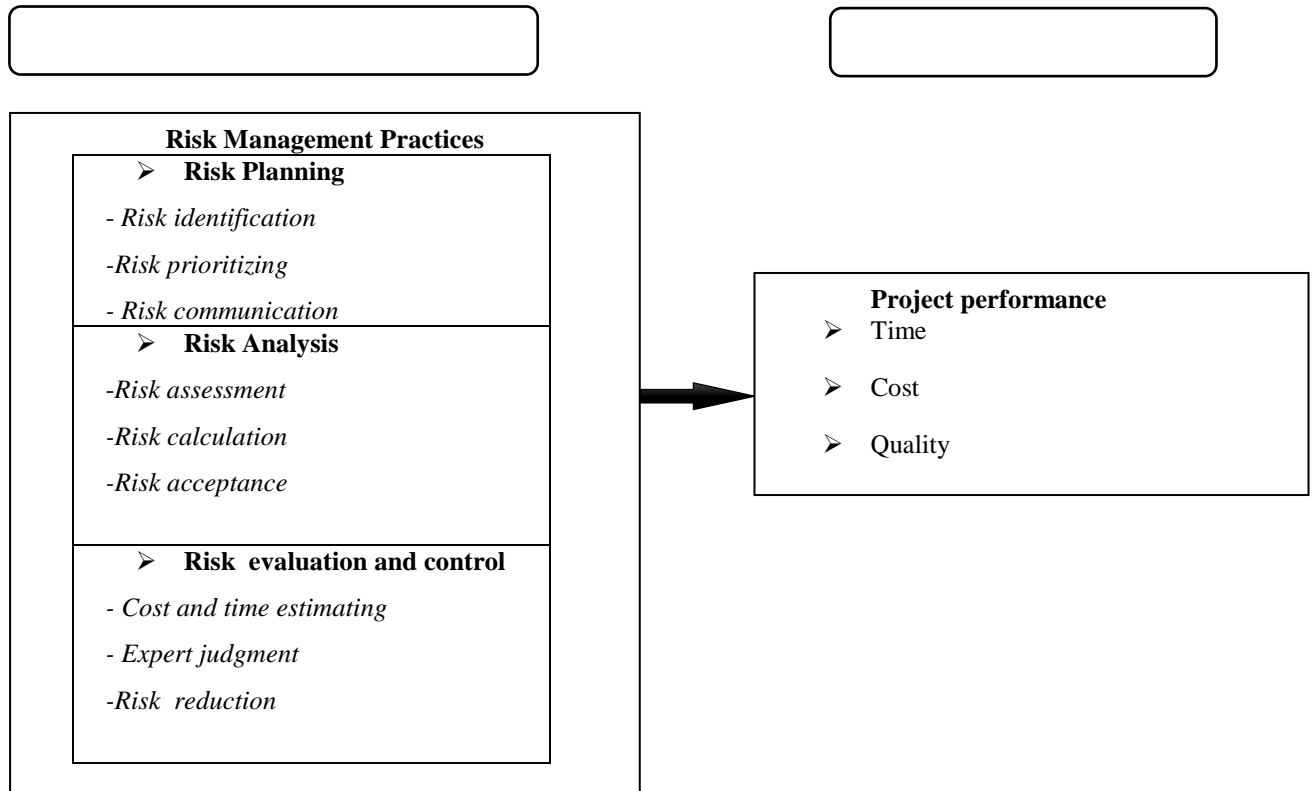 Risk Management Practices
➢ Risk Planning
- Risk identification
-Risk prioritizing
- Risk communication
➢ Risk Analysis
-Risk assessment
-Risk calculation
-Risk acceptance
➢ Risk evaluation and control
- Cost and time estimating
- Expert judgment
-Risk reduction
Project performance
➢ Time
➢ Cost
➢ Quality